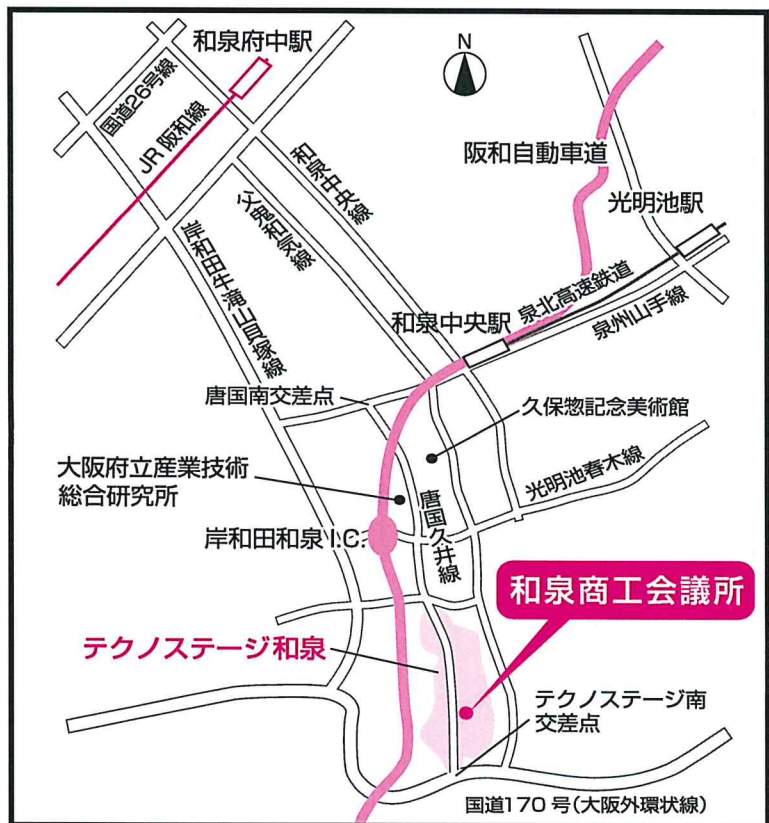 和泉府中駅
N
国道26号線
JR 阪和線
阪和自動車道
和泉中央線
光明池駅
父鬼和気線
岸和田牛滝山貝塚線
泉北高速鉄道
和泉中央駅
泉州山手線
唐国南交差点
久保惣記念美術館
大阪府立産業技術
総合研究所
光明池春木線
唐国久井線
岸和田和泉 I.C.
和泉商工会議所
テクノステージ和泉
テクノステージ南
交差点
国道170 号(大阪外環状線)